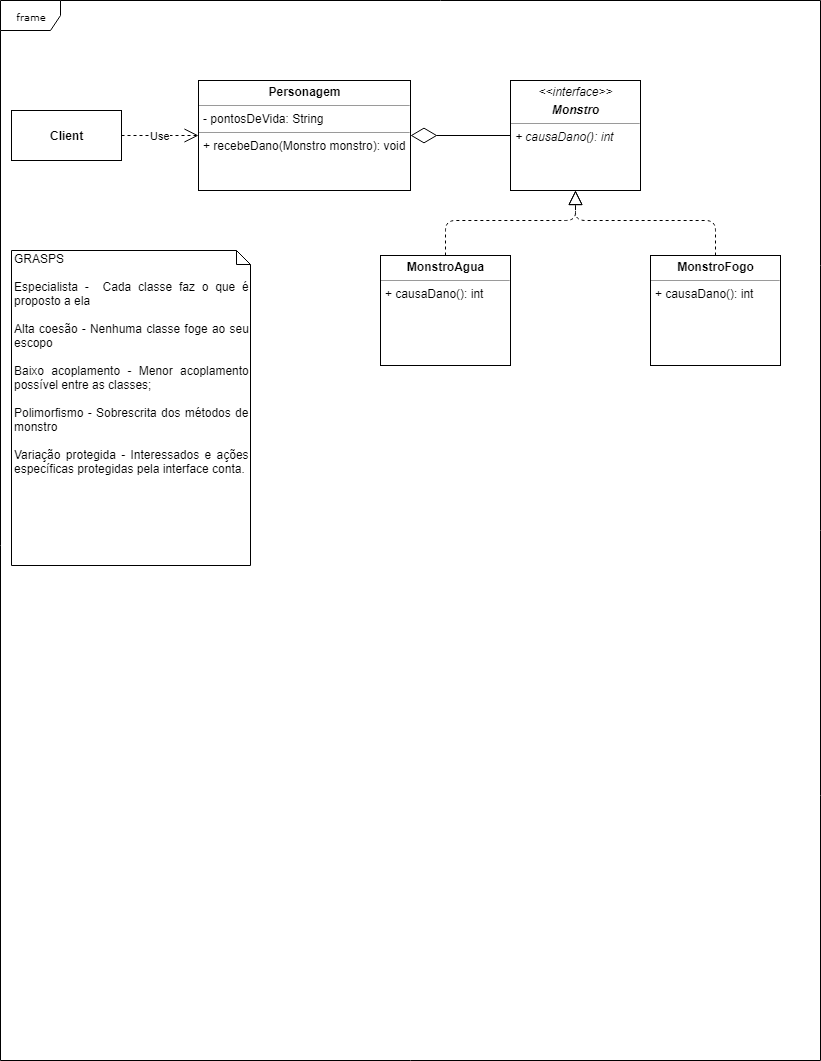 frame
Client
Use
Personagem
- pontosDeVida: String
+ recebeDano(Monstro monstro): void
<<interface>>
Monstro
+ causaDano(): int
MonstroAgua
+ causaDano(): int
MonstroFogo
+ causaDano(): int
GRASPS
Especialista - Cada classe faz o que é
proposto a ela
Alta coesão - Nenhuma classe foge ao seu
escopo
Baixo acoplamento - Menor acoplamento
possível entre as classes;
Polimorfismo - Sobrescrita dos métodos de
monstro
Variação protegida - Interessados e ações
específicas protegidas pela interface conta.